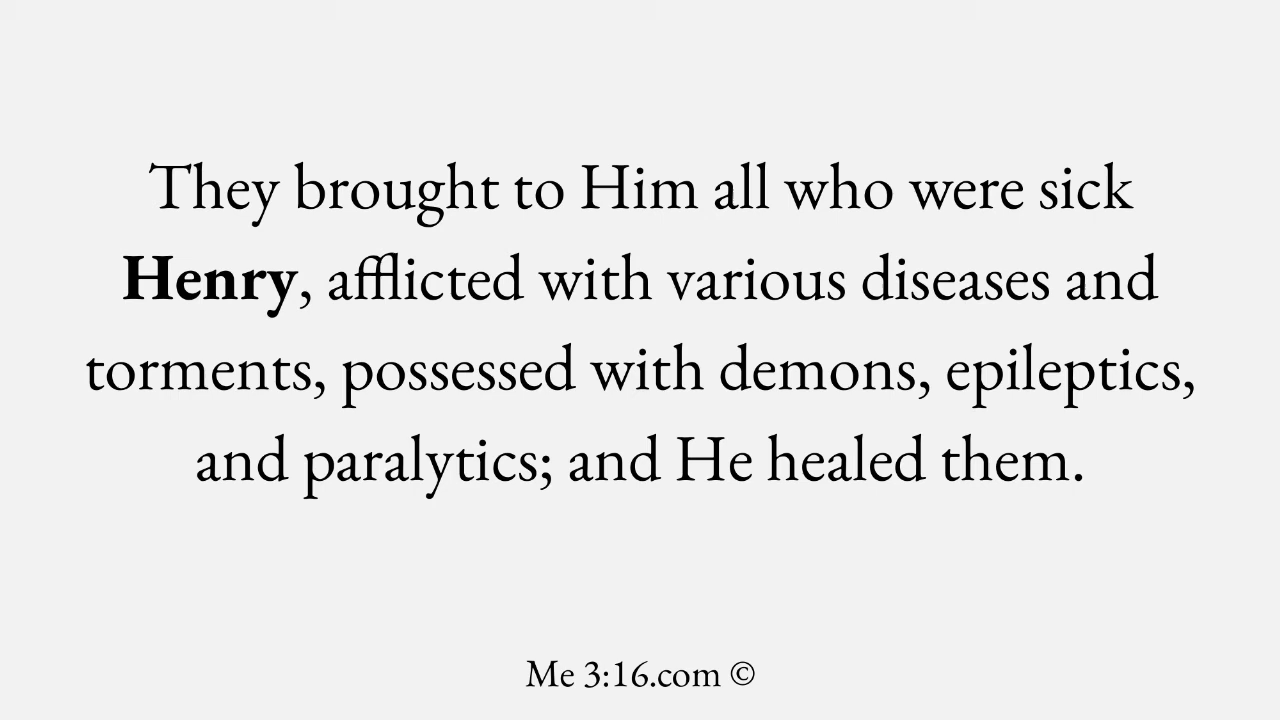 They brought to Him all who were sick
Henry, afflicted with various diseases and
torments, possessed with demons, epileptics,
and paralytics; and He healed them.
Me 3:16.com ©